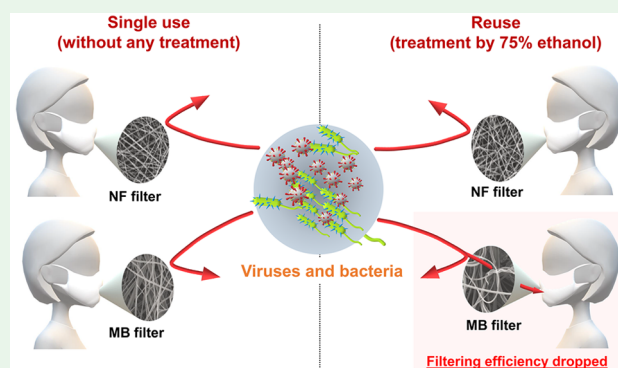 Single use
(without any treatment)
Reuse
(treatment by 75% ethanol)
NF filter
NF filter
Viruses and bacteria
MB filter
MB filter
Filtering efficiency dropped